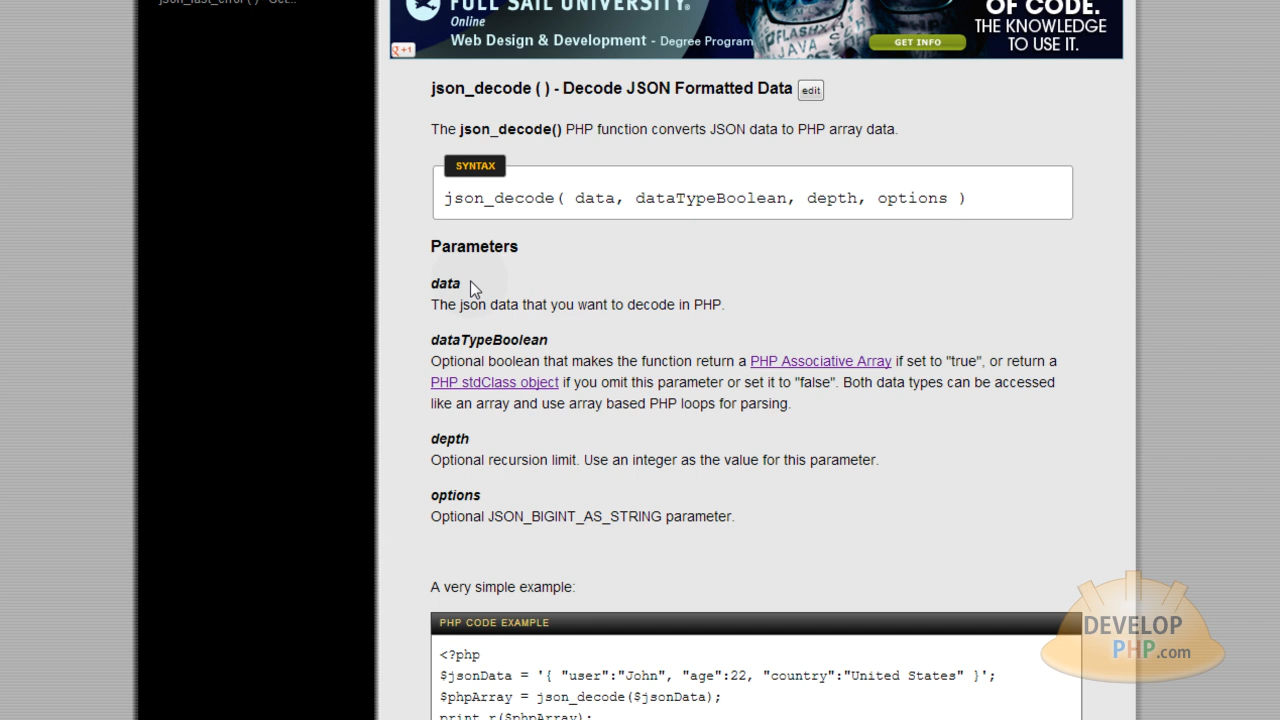 json_last_error ( ) - Get...
FULL SAIL UNIVERSITY.
Online
Web Design & Development - Degree Program
+1
FLASHX
JAVA
GET INFO
OF CODE.
THE KNOWLEDGE
TO USE IT.
json_decode ( ) - Decode JSON Formatted Data edit
The json_decode() PHP function converts JSON data to PHP array data.
SYNTAX
json_decode( data, dataTypeBoolean, depth, options )
Parameters
data
The json data that you want to decode in PHP.
dataTypeBoolean
Optional boolean that makes the function return a PHP Associative Array if set to "true", or return a
PHP stdClass object if you omit this parameter or set it to "false". Both data types can be accessed
like an array and use array based PHP loops for parsing.
depth
Optional recursion limit. Use an integer as the value for this parameter.
options
Optional JSON_BIGINT_AS_STRING parameter.
A very simple example:
PHP CODE EXAMPLE
<?php
$jsonData = '{ "user":"John", "age":22, "country":"United States" }';
$phpArray = json_decode($jsonData);
print_r($phpArray);
DEVELOP
PHP.com